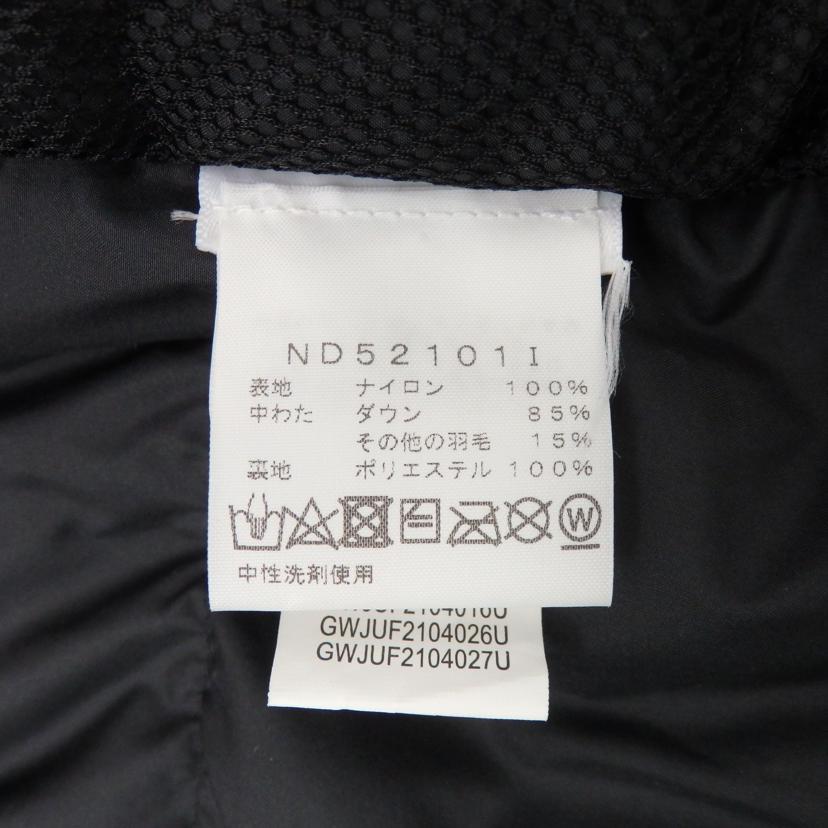 ND52101I
表地 ナイロン 100%
中わた ダウン 85%
その他の羽毛 15%
裏地 ポリエステル 100%
W
中性洗剤使用
GWJUF2104016U
GWJUF2104026U
GWJUF2104027U